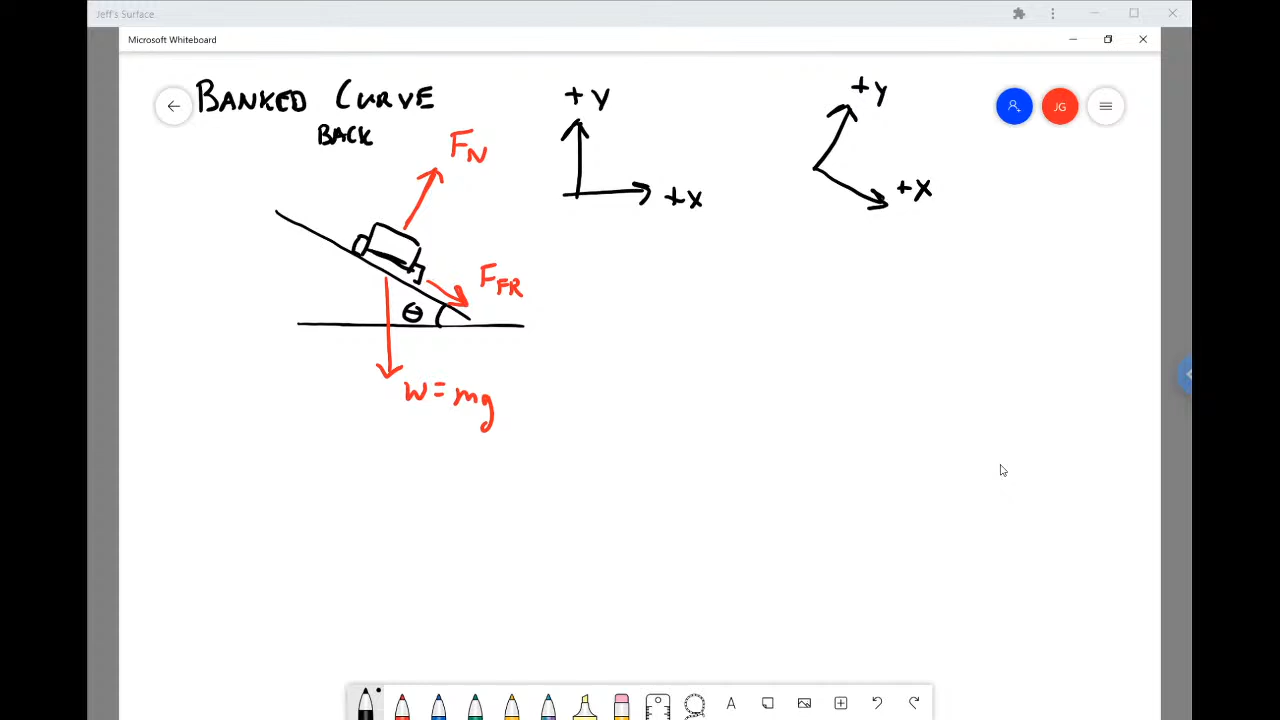 Jeff's Surface
Microsoft Whiteboard
BANKED CURVE
BACK
F_N
+Y
+X
+Y
+X
JG
F_FR
θ
W = mg
A